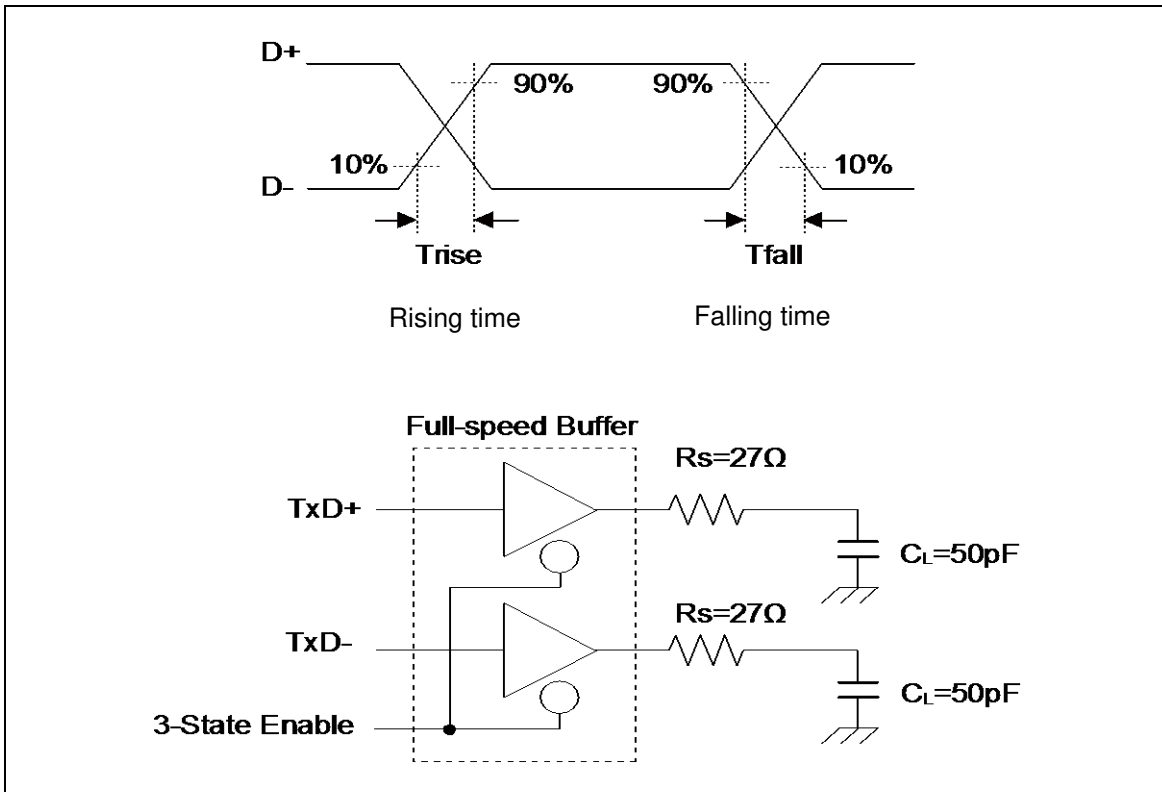 D+
90% 90%
10% 10%
D-
Trise Tfall
Rising time Falling time
Full-speed Buffer
Rs=27Ω
TxD+
CL=50pF
Rs=27Ω
TxD-
CL=50pF
3-State Enable